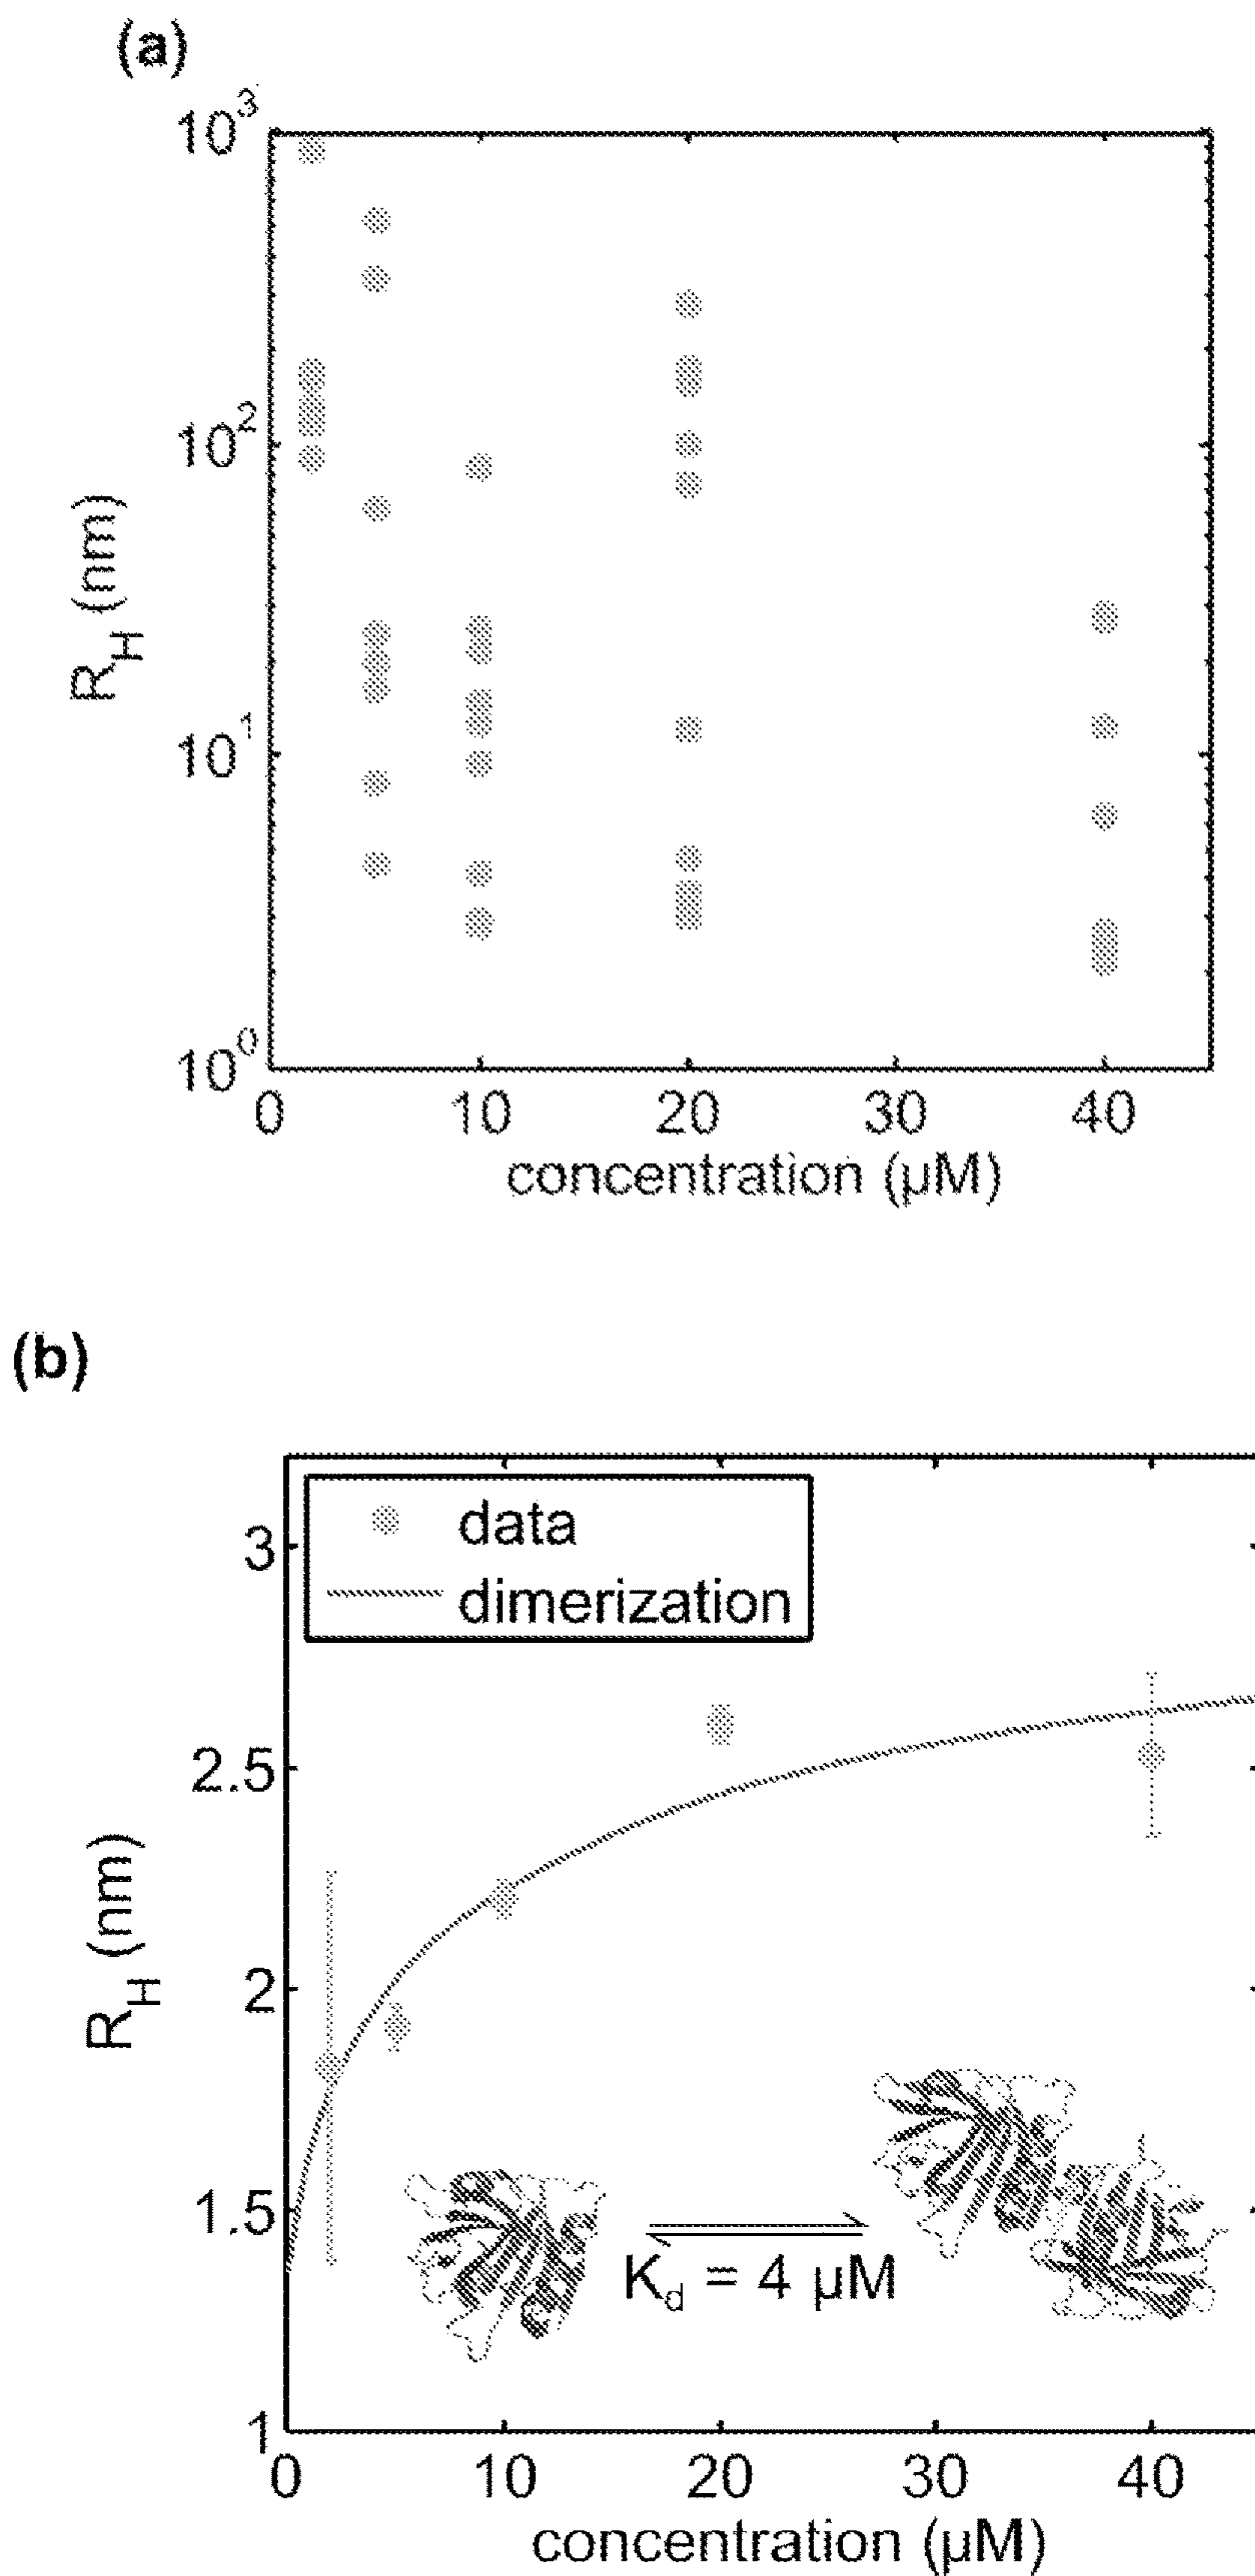 (a)
10³
10²
10¹
10⁰
R_H (nm)
0 10 20 30 40
concentration (µM)
(b)
data
dimerization
3
2.5
2
1.5
1
R_H (nm)
K_d = 4 µM
0 10 20 30 40
concentration (µM)